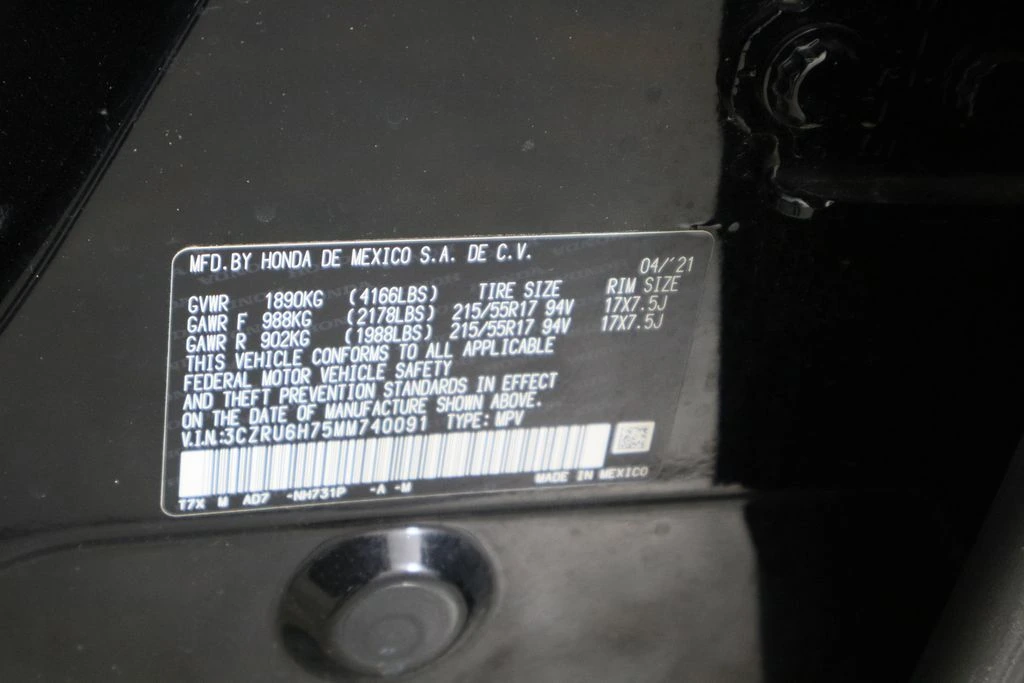 MFD. BY HONDA DE MEXICO S.A. DE C.V.
04/'21
GVWR 1890KG (4166LBS) TIRE SIZE RIM SIZE
GAWR F 988KG (2178LBS) 215/55R17 94V 17X7.5J
GAWR R 902KG (1988LBS) 215/55R17 94V 17X7.5J
THIS VEHICLE CONFORMS TO ALL APPLICABLE
FEDERAL MOTOR VEHICLE SAFETY
AND THEFT PREVENTION STANDARDS IN EFFECT
ON THE DATE OF MANUFACTURE SHOWN ABOVE.
V.I.N.:3CZRU6H75MM740091 TYPE: MPV
MADE IN MEXICO
T7X M AD7 -NH731P -A -M